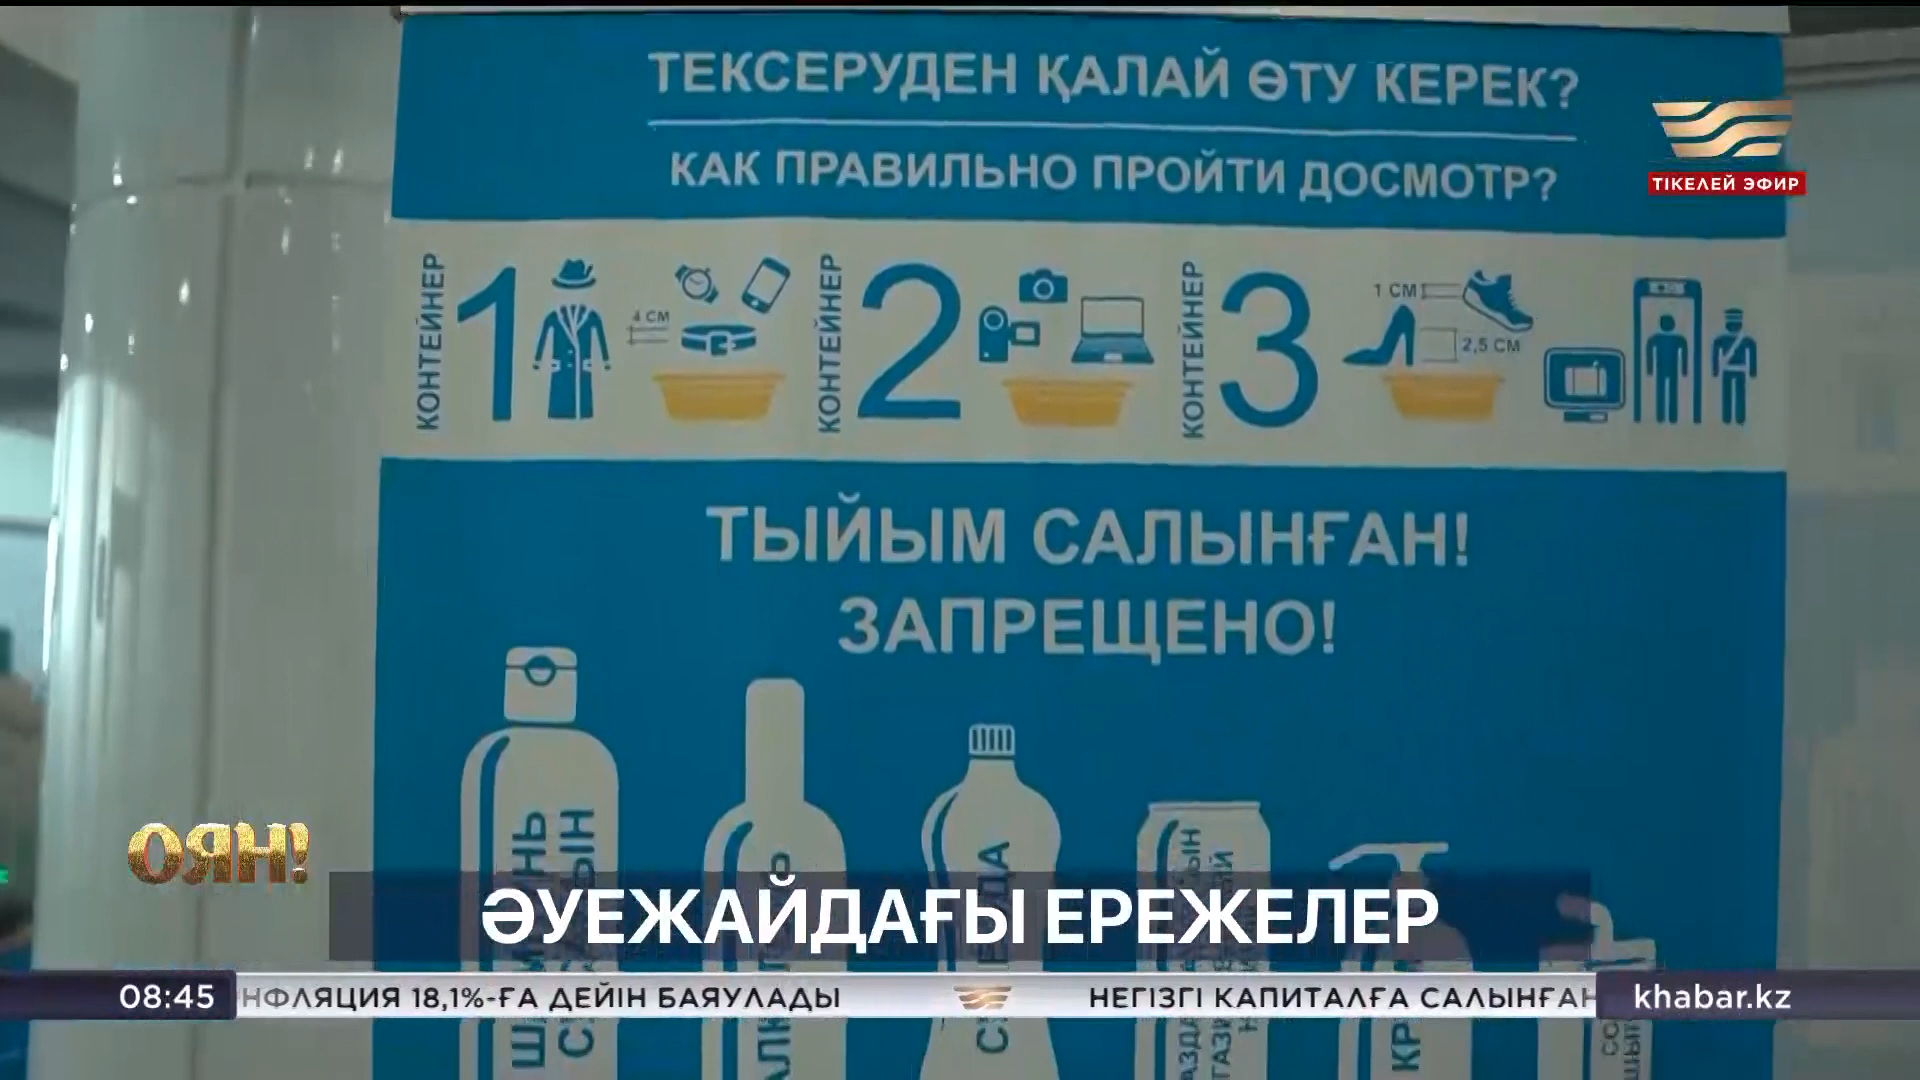 ТЕКСЕРУДЕН ҚАЛАЙ ӨТУ КЕРЕК?
КАК ПРАВИЛЬНО ПРОЙТИ ДОСМОТР?
ТІКЕЛЕЙ ЭФИР
КОНТЕЙНЕР
1
4 СМ
КОНТЕЙНЕР
2
КОНТЕЙНЕР
3
1 СМ
2,5 СМ
ТЫЙЫМ САЛЫНҒАН!
ЗАПРЕЩЕНО!
ОЯН!
ӘУЕЖАЙДАҒЫ ЕРЕЖЕЛЕР
08:45
НФЛЯЦИЯ 18,1%-ҒА ДЕЙІН БАЯУЛАДЫ
НЕГІЗГІ КАПИТАЛҒА САЛЫНҒАН
khabar.kz